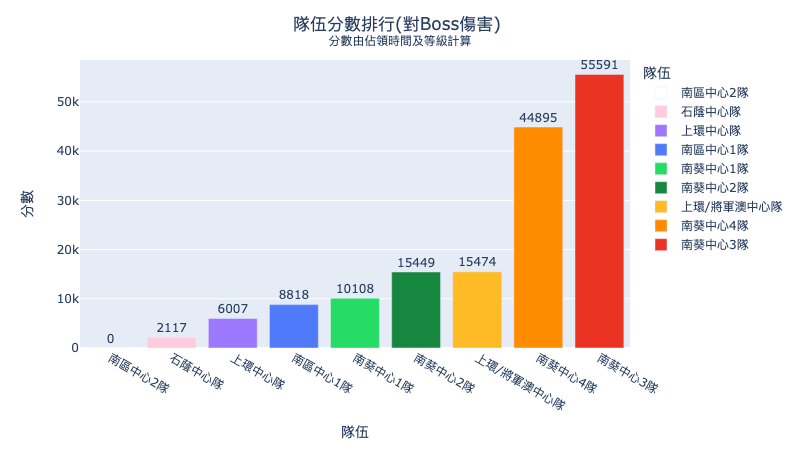 隊伍分數排行(對Boss傷害)
分數由佔領時間及等級計算
分數
50k
40k
30k
20k
10k
0
0
2117
6007
8818
10108
15449
15474
44895
55591
南區中心2隊
石蔭中心隊
上環中心隊
南區中心1隊
南葵中心1隊
南葵中心2隊
上環/將軍澳中心隊
南葵中心4隊
南葵中心3隊
隊伍
隊伍
南區中心2隊
石蔭中心隊
上環中心隊
南區中心1隊
南葵中心1隊
南葵中心2隊
上環/將軍澳中心隊
南葵中心4隊
南葵中心3隊